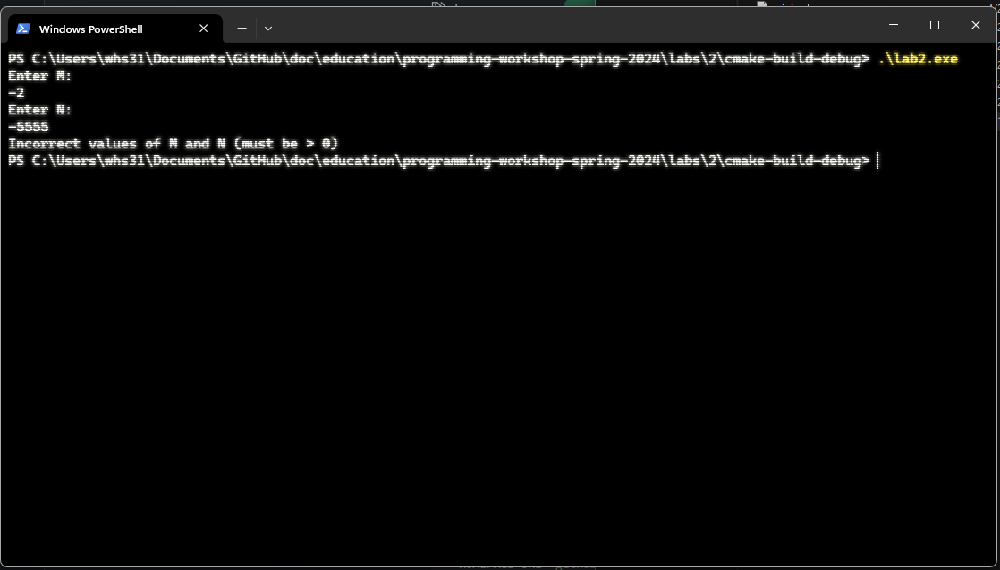 Windows PowerShell
PS C:\Users\whs31\Documents\GitHub\doc\education\programming-workshop-spring-2024\labs\2\cmake-build-debug> .\lab2.exe
Enter M:
-2
Enter N:
-5555
Incorrect values of M and N (must be > 0)
PS C:\Users\whs31\Documents\GitHub\doc\education\programming-workshop-spring-2024\labs\2\cmake-build-debug>